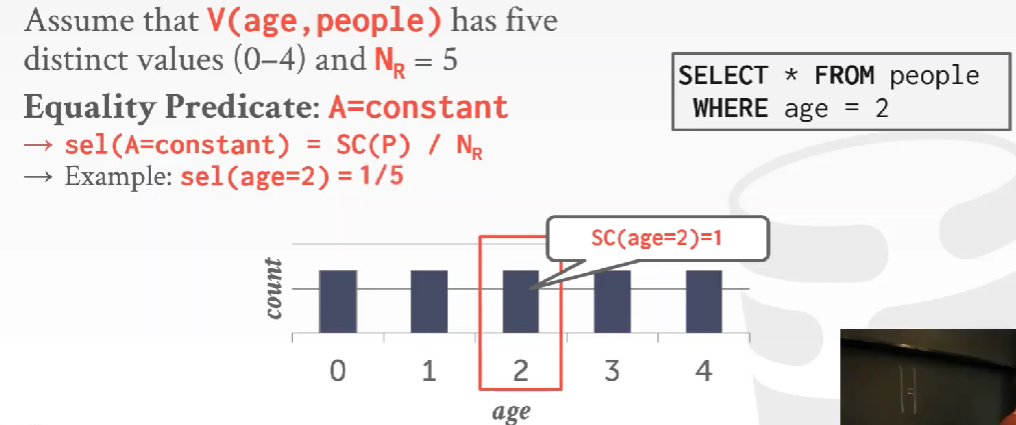 Assume that V(age,people) has five
distinct values (0–4) and NR = 5
Equality Predicate: A=constant
→ sel(A=constant) = SC(P) / NR
→ Example: sel(age=2) = 1/5
SELECT * FROM people
WHERE age = 2
SC(age=2)=1
count
0 1 2 3 4
age